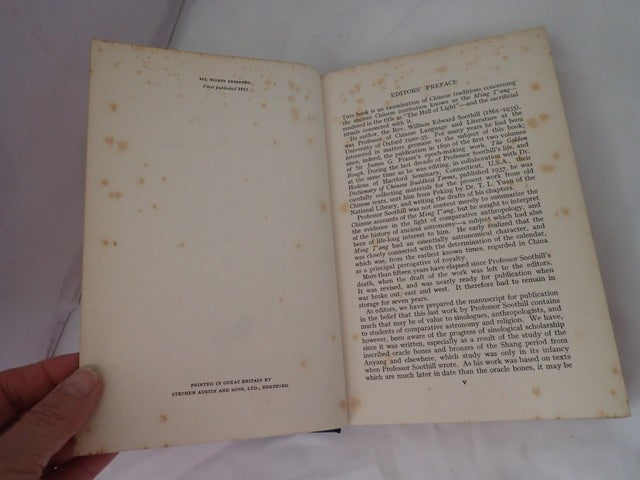 ALL RIGHTS RESERVED
First published 1951
PRINTED IN GREAT BRITAIN BY
STEPHEN AUSTIN AND SONS, LTD., HERTFORD
EDITORS' PREFACE
THIS book is an examination of Chinese traditions concerning
the ancient Chinese institution known as the Ming T'ang—
rendered in the title as "The Hall of Light"—and the sacrificial
rituals connected with it.
Its author, the Rev. William Edward Soothill (1861–1935),
was Professor of Chinese Language and Literature at the
University of Oxford 1920–35. For many years he had been
interested in matters germane to the subject of this book;
since, indeed, the publication in 1890 of the first two volumes
of Sir James G. Frazer's epoch-making work, The Golden
Bough. During the last decade of Professor Soothill's life, and
at the same time as he was editing, in collaboration with Dr.
Hodous of Hartford Seminary, Connecticut, U.S.A., their
Dictionary of Chinese Buddhist Terms, published 1937, he was
carefully collecting materials for the present work from old
Chinese texts, sent him from Peking by Dr. T. L. Yuan of the
National Library, and writing the drafts of his chapters.
Professor Soothill was not content merely to summarize the
Chinese accounts of the Ming T'ang, but he sought to interpret
the evidence in the light of comparative anthropology, and
of the history of ancient astronomy—a subject which had also
been of life-long interest to him. He early realized that the
Ming T'ang had an essentially astronomical character, and
was closely connected with the determination of the calendar,
which was, from the earliest known times, regarded in China
as a principal prerogative of royalty.
More than fifteen years have elapsed since Professor Soothill's
death, when the draft of the work was left to the editors.
It was revised, and was nearly ready for publication when
war broke out, east and west. It therefore had to remain in
storage for seven years.
As editors, we have prepared the manuscript for publication
in the belief that this last work by Professor Soothill contains
much that may be of value to sinologues, anthropologists, and
to students of comparative astronomy and religion. We have,
however, been aware of the progress of sinological scholarship
since it was written, especially as a result of the study of the
inscribed oracle bones and bronzes of the Shang period from
Anyang and elsewhere, which study was only in its infancy
when Professor Soothill wrote. As his work was based on texts
which are much later in date than the oracle bones, it may be
v